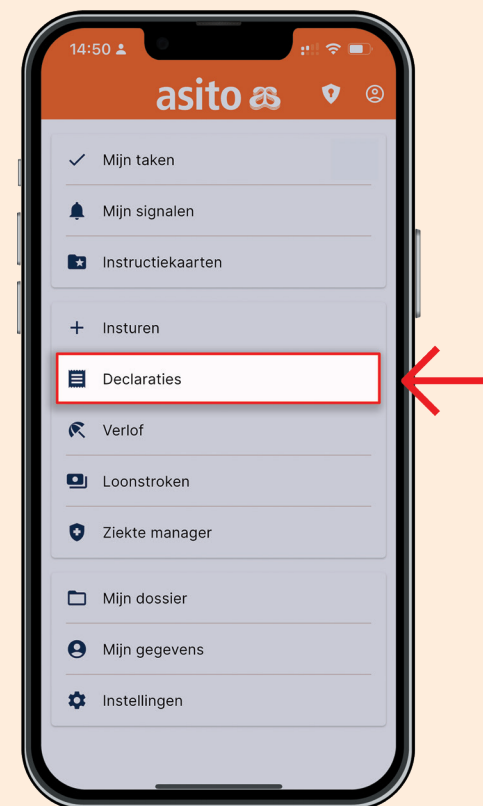 14:50
asito
Mijn taken
Mijn signalen
Instructiekaarten
Insturen
Declaraties
Verlof
Loonstroken
Ziekte manager
Mijn dossier
Mijn gegevens
Instellingen